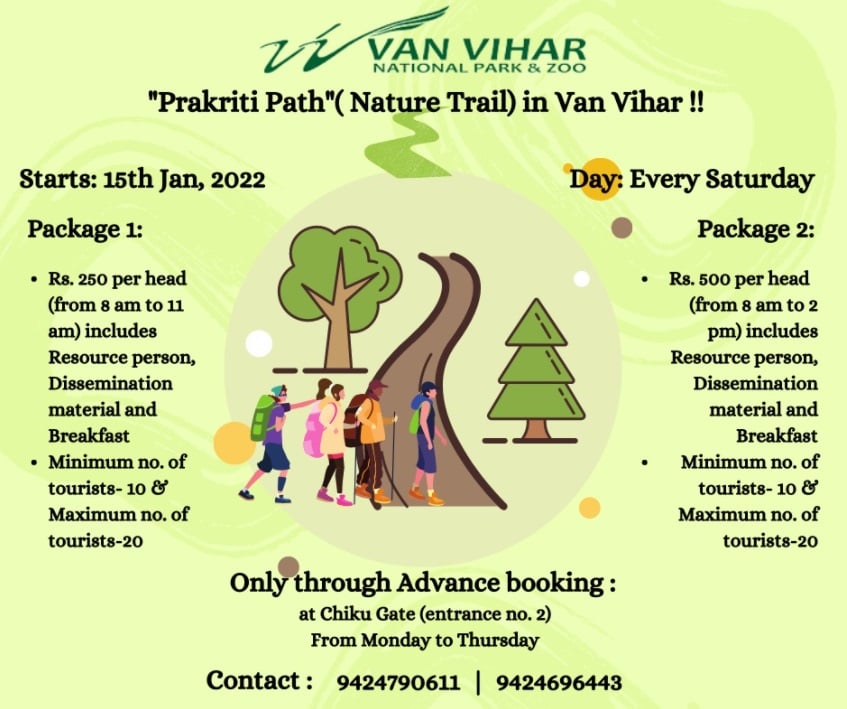 VAN VIHAR
NATIONAL PARK & ZOO
"Prakriti Path"( Nature Trail) in Van Vihar !!
Starts: 15th Jan, 2022
Day: Every Saturday
Package 1:
• Rs. 250 per head
(from 8 am to 11
am) includes
Resource person,
Dissemination
material and
Breakfast
• Minimum no. of
tourists- 10 &
Maximum no. of
tourists-20
Package 2:
• Rs. 500 per head
(from 8 am to 2
pm) includes
Resource person,
Dissemination
material and
Breakfast
• Minimum no. of
tourists- 10 &
Maximum no. of
tourists-20
Only through Advance booking :
at Chiku Gate (entrance no. 2)
From Monday to Thursday
Contact : 9424790611 | 9424696443